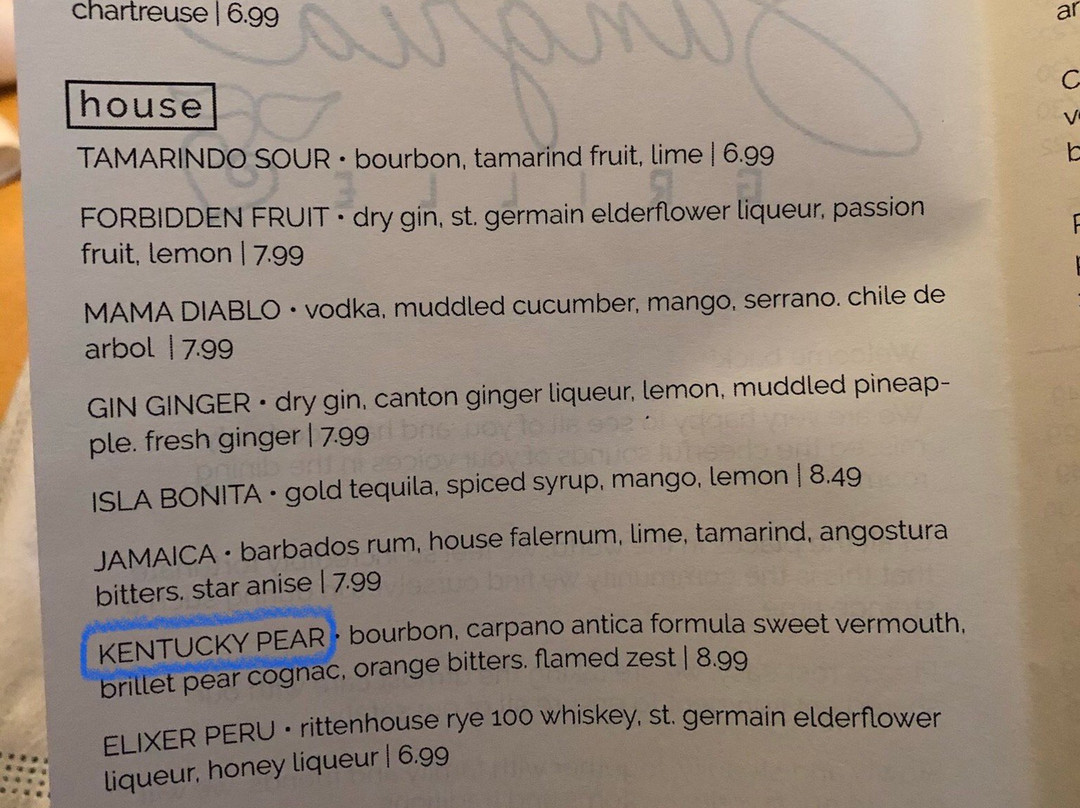 chartreuse | 6.99
house
TAMARINDO SOUR • bourbon, tamarind fruit, lime | 6.99
FORBIDDEN FRUIT • dry gin, st. germain elderflower liqueur, passion
fruit, lemon | 7.99
MAMA DIABLO • vodka, muddled cucumber, mango, serrano. chile de
arbol | 7.99
GIN GINGER • dry gin, canton ginger liqueur, lemon, muddled pineap-
ple. fresh ginger | 7.99
ISLA BONITA • gold tequila, spiced syrup, mango, lemon | 8.49
JAMAICA • barbados rum, house falernum, lime, tamarind, angostura
bitters. star anise | 7.99
KENTUCKY PEAR • bourbon, carpano antica formula sweet vermouth,
brillet pear cognac, orange bitters. flamed zest | 8.99
ELIXER PERU • rittenhouse rye 100 whiskey, st. germain elderflower
liqueur, honey liqueur | 6.99